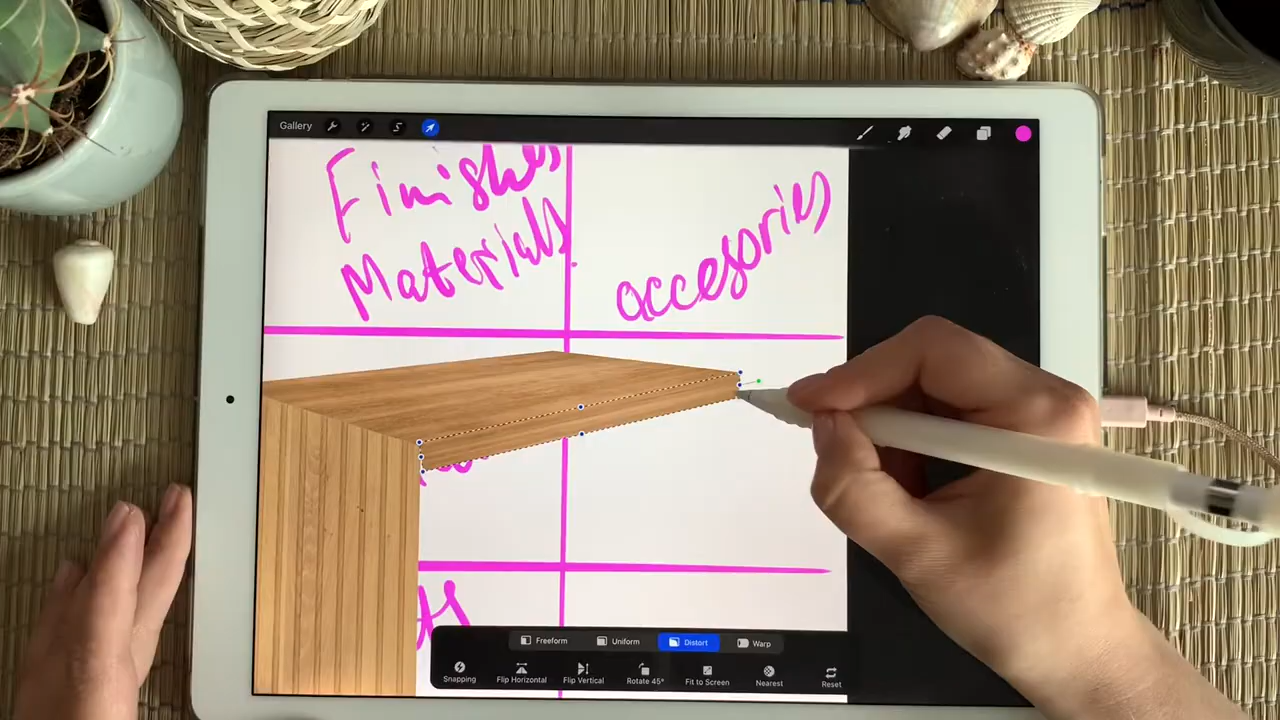 Gallery
Finishes
Materials
accesories
Freeform Uniform Distort Warp
Snapping Flip Horizontal Flip Vertical Rotate 45° Fit to Screen Nearest Reset